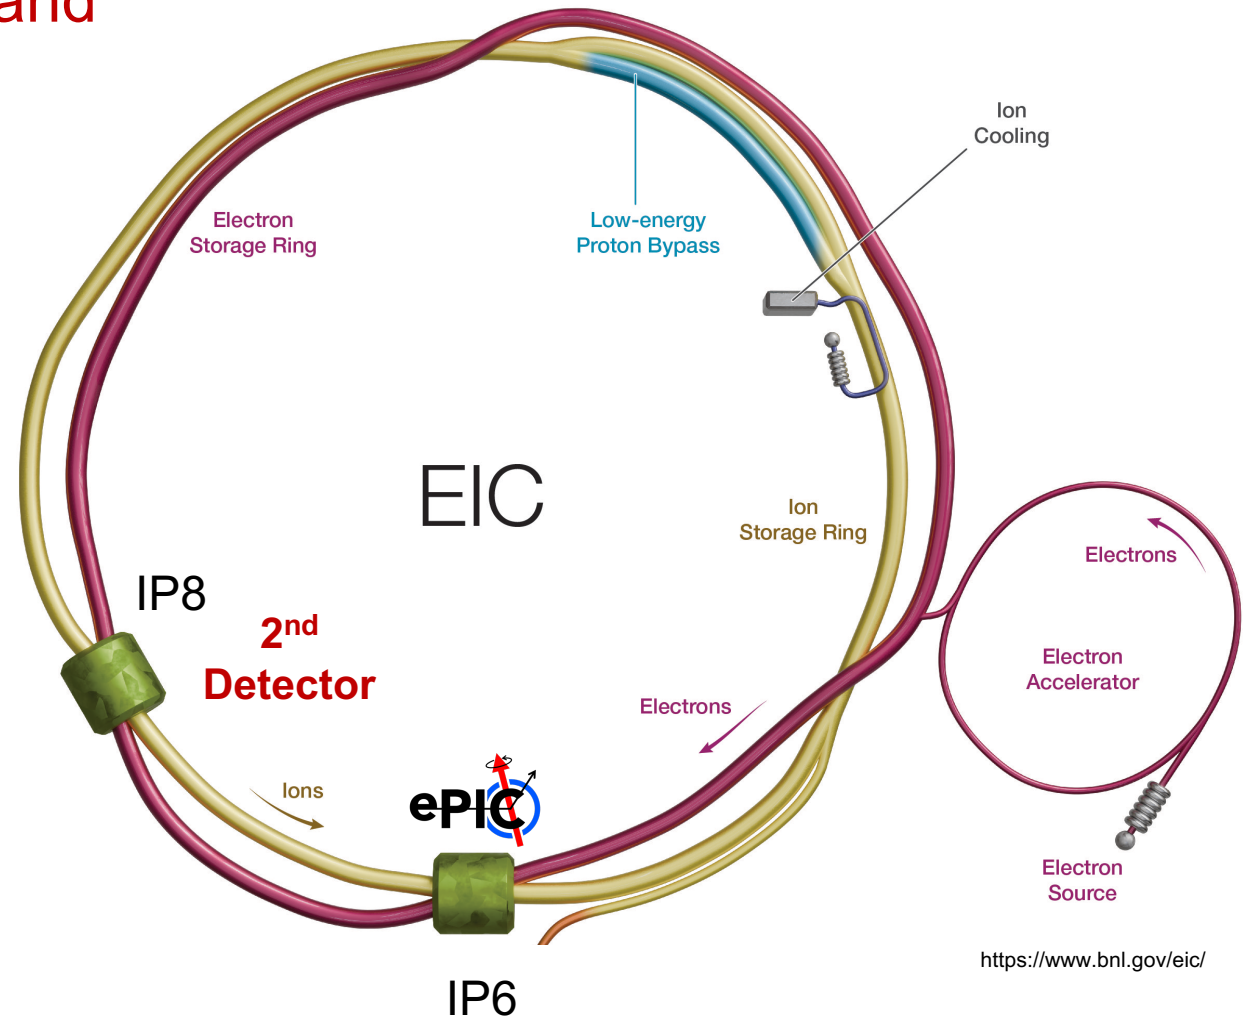 and
Ion
Cooling
Electron
Storage Ring
Low-energy
Proton Bypass
EIC
Ion
Storage Ring
Electrons
IP8
2nd
Detector
Electron
Accelerator
Electrons
Ions
ePIC
Electron
Source
https://www.bnl.gov/eic/
IP6